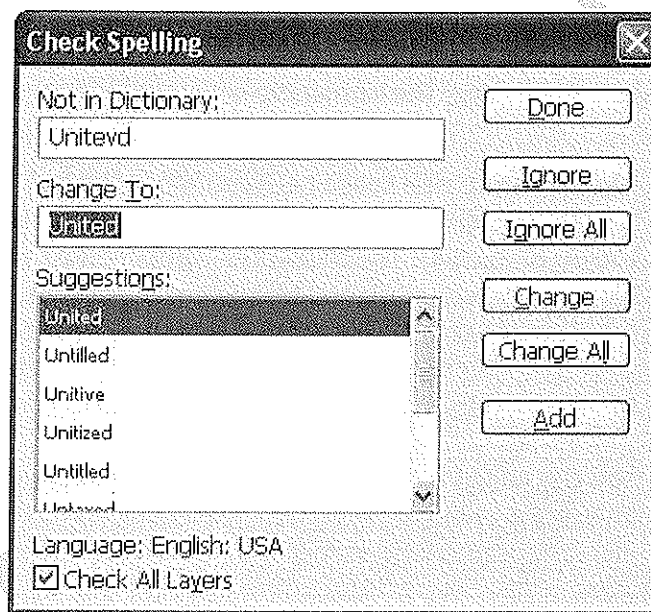 Check Spelling
Not in Dictionary:
Unitevd
Change To:
United
Suggestions:
United
Untilled
Unitive
Unitized
Untitled
Untaxed
Language: English: USA
Check All Layers
Done
Ignore
Ignore All
Change
Change All
Add